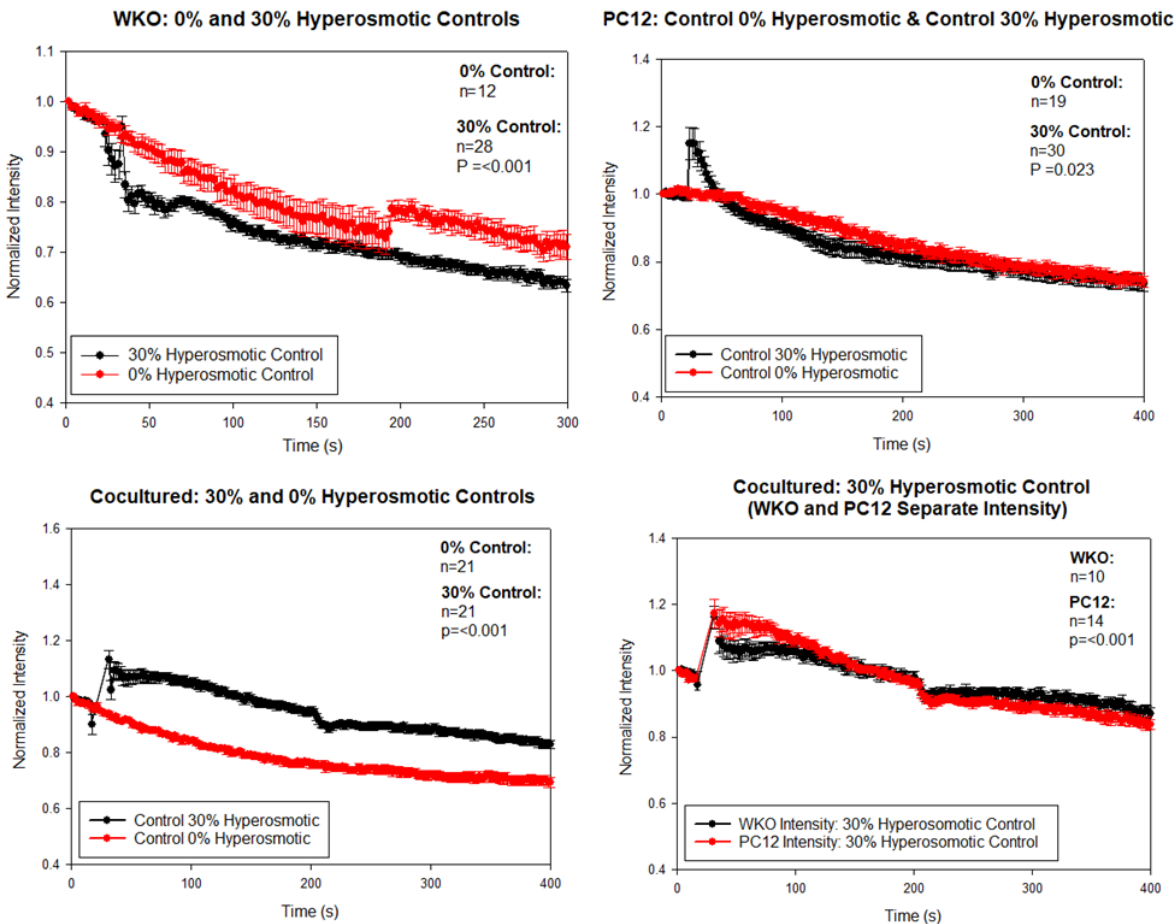 WKO: 0% and 30% Hyperosmotic Controls
1.1
1.0
0.9
0.8
0.7
0.6
0.5
0.4
Normalized Intensity
0% Control:
n=12
30% Control:
n=28
P =<0.001
30% Hyperosmotic Control
0% Hyperosmotic Control
0
50
100
150
200
250
300
Time (s)
PC12: Control 0% Hyperosmotic & Control 30% Hyperosmotic
1.4
1.2
1.0
0.8
0.6
0.4
Normalized Intensity
0% Control:
n=19
30% Control:
n=30
P =0.023
Control 30% Hyperosmotic
Control 0% Hyperosmotic
0
100
200
300
400
Time (s)
Cocultured: 30% and 0% Hyperosmotic Controls
1.6
1.4
1.2
1.0
0.8
0.6
0.4
Normalized Intensity
0% Control:
n=21
30% Control:
n=21
p=<0.001
Control 30% Hyperosmotic
Control 0% Hyperosmotic
0
100
200
300
400
Time (s)
Cocultured: 30% Hyperosmotic Control
(WKO and PC12 Separate Intensity)
1.4
1.2
1.0
0.8
0.6
0.4
Normalized Intensity
WKO:
n=10
PC12:
n=14
p=<0.001
WKO Intensity: 30% Hyperosomotic Control
PC12 Intensity: 30% Hyperosomotic Control
0
100
200
300
400
Time (s)